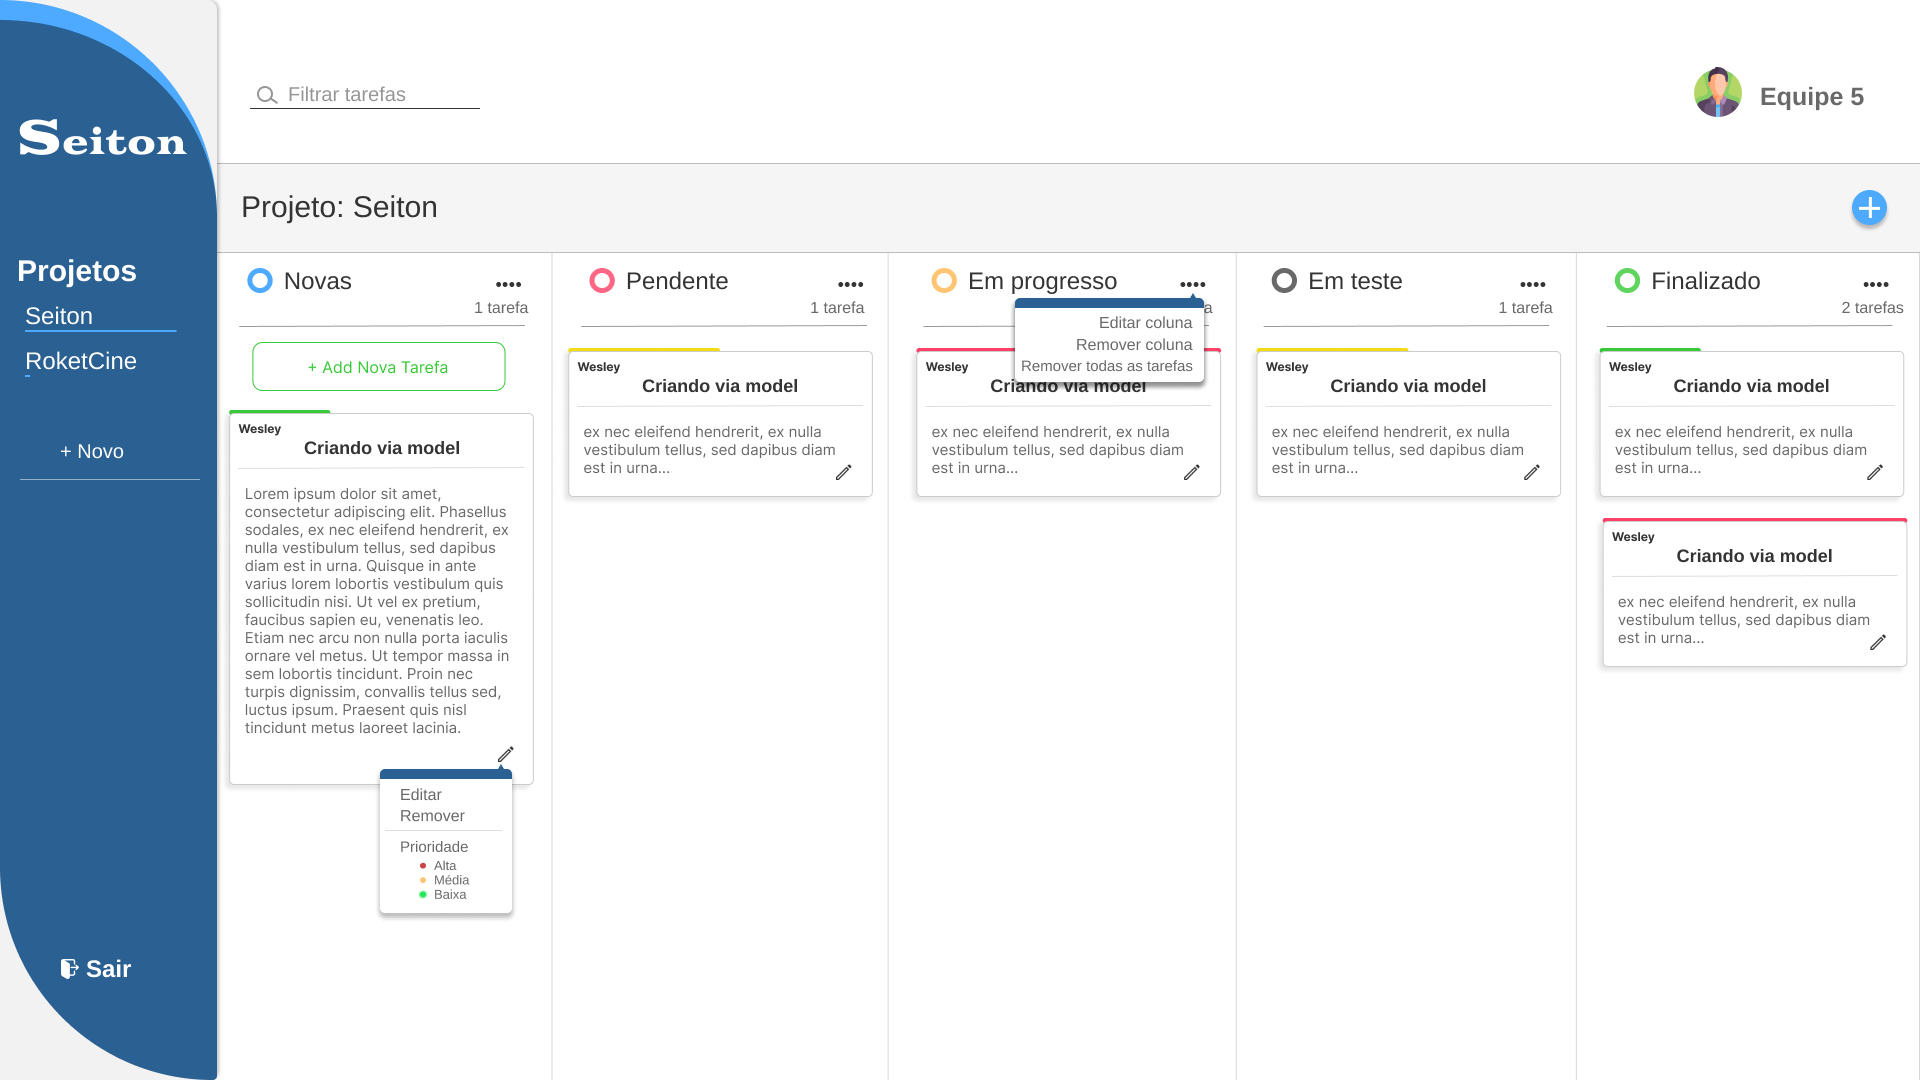 Seiton
Projetos
Seiton
RoketCine
+ Novo
Sair
Filtrar tarefas
Equipe 5
Projeto: Seiton
Novas
1 tarefa
+ Add Nova Tarefa
Wesley
Criando via model
Lorem ipsum dolor sit amet,
consectetur adipiscing elit. Phasellus
sodales, ex nec eleifend hendrerit, ex
nulla vestibulum tellus, sed dapibus
diam est in urna. Quisque in ante
varius lorem lobortis vestibulum quis
sollicitudin nisi. Ut vel ex pretium,
faucibus sapien eu, venenatis leo.
Etiam nec arcu non nulla porta iaculis
ornare vel metus. Ut tempor massa in
sem lobortis tincidunt. Proin nec
turpis dignissim, convallis tellus sed,
luctus ipsum. Praesent quis nisl
tincidunt metus laoreet lacinia.
Editar
Remover
Prioridade
Alta
Média
Baixa
Pendente
1 tarefa
Wesley
Criando via model
ex nec eleifend hendrerit, ex nulla
vestibulum tellus, sed dapibus diam
est in urna...
Em progresso
Editar coluna
Remover coluna
Remover todas as tarefas
Wesley
Criando via model
ex nec eleifend hendrerit, ex nulla
vestibulum tellus, sed dapibus diam
est in urna...
Em teste
1 tarefa
Wesley
Criando via model
ex nec eleifend hendrerit, ex nulla
vestibulum tellus, sed dapibus diam
est in urna...
Finalizado
2 tarefas
Wesley
Criando via model
ex nec eleifend hendrerit, ex nulla
vestibulum tellus, sed dapibus diam
est in urna...
Wesley
Criando via model
ex nec eleifend hendrerit, ex nulla
vestibulum tellus, sed dapibus diam
est in urna...